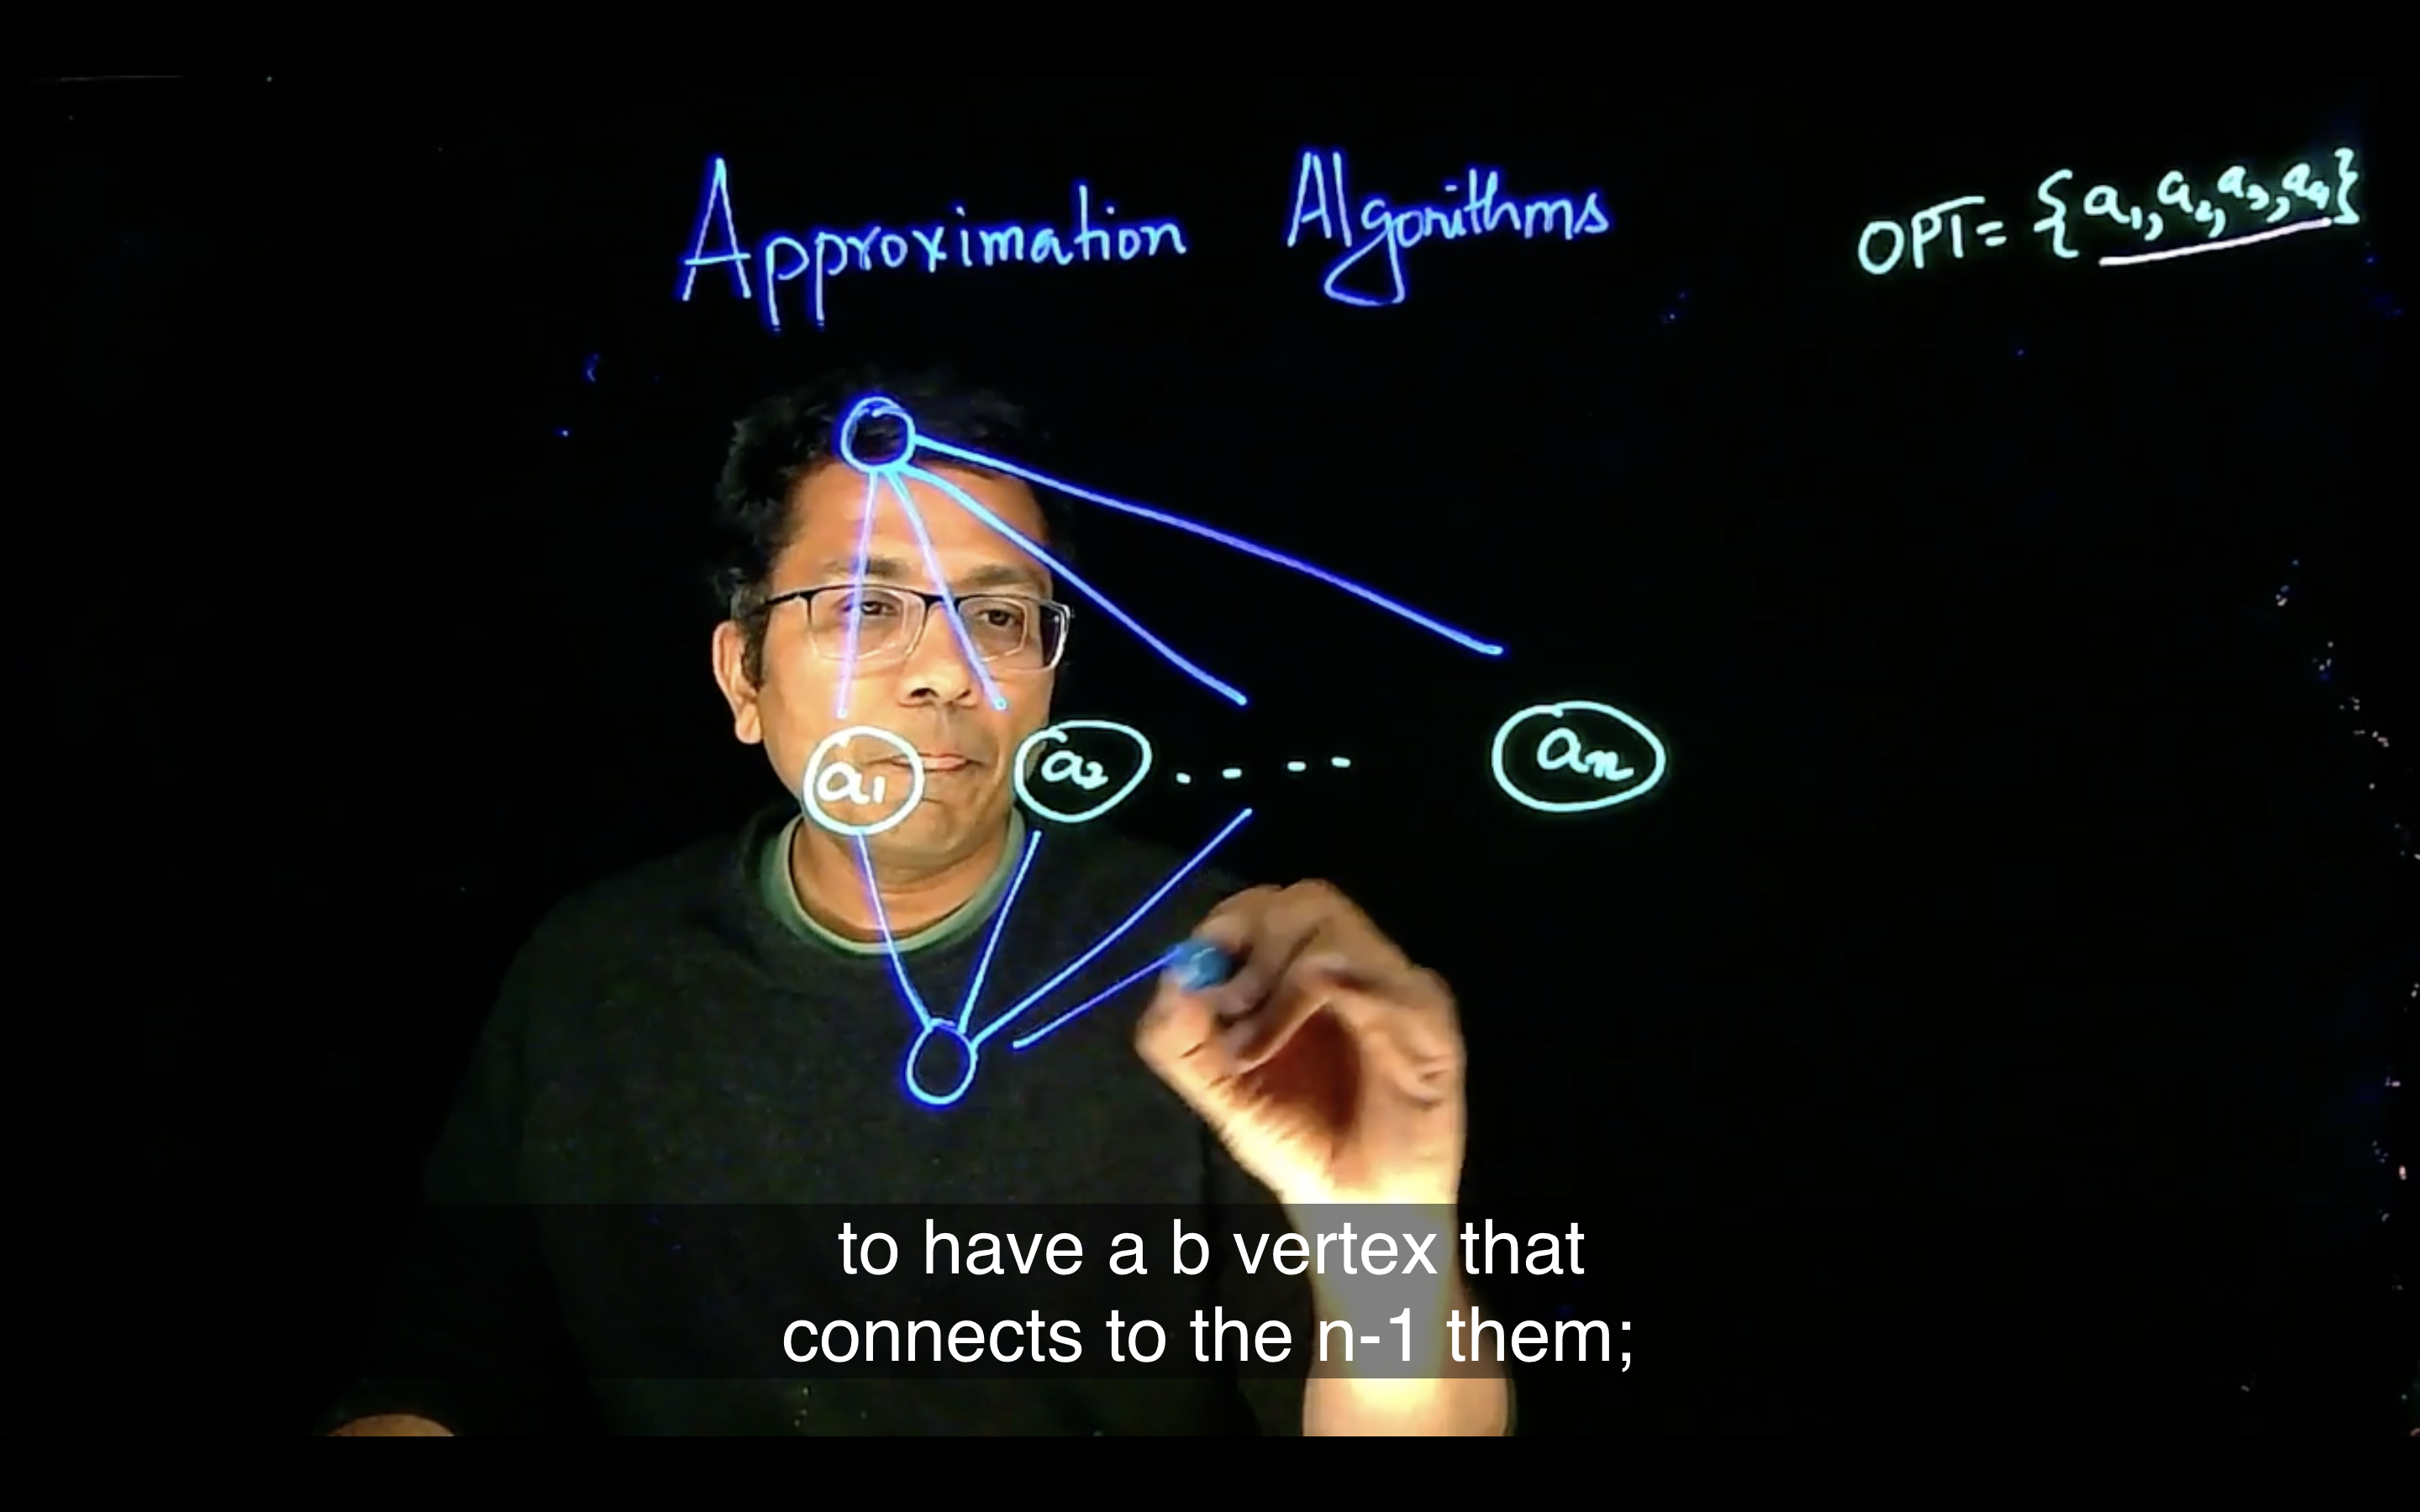 Approximation Algorithms
OPT= {a₁,a₂,a₃,a₄}
a₁ a₂ .... aₙ
to have a b vertex that
connects to the n-1 them;